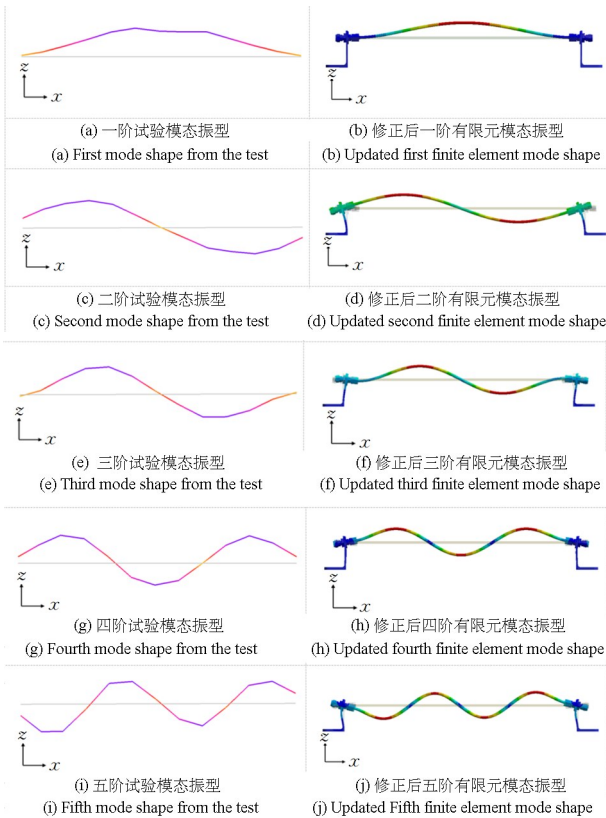 z
x
z
x
(a) 一阶试验模态振型
(b) 修正后一阶有限元模态振型
(a) First mode shape from the test
(b) Updated first finite element mode shape
z
x
z
x
(c) 二阶试验模态振型
(d) 修正后二阶有限元模态振型
(c) Second mode shape from the test
(d) Updated second finite element mode shape
z
x
z
x
(e) 三阶试验模态振型
(f) 修正后三阶有限元模态振型
(e) Third mode shape from the test
(f) Updated third finite element mode shape
z
x
z
x
(g) 四阶试验模态振型
(h) 修正后四阶有限元模态振型
(g) Fourth mode shape from the test
(h) Updated fourth finite element mode shape
z
x
z
x
(i) 五阶试验模态振型
(j) 修正后五阶有限元模态振型
(i) Fifth mode shape from the test
(j) Updated Fifth finite element mode shape